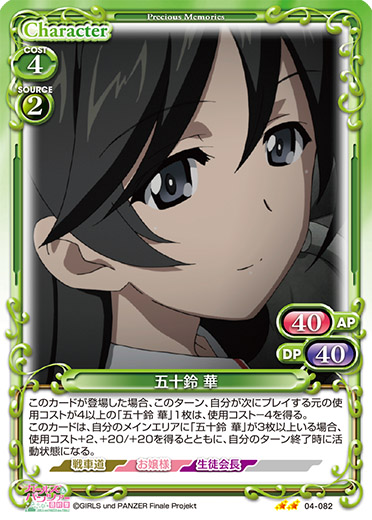 Precious Memories
Character
COST
4
SOURCE
2
40 AP
DP 40
五十鈴 華
このカードが登場した場合、このターン、自分が次にプレイする元の使
用コストが4以上の「五十鈴 華」1枚は、使用コスト−4を得る。
このカードは、自分のメインエリアに「五十鈴 華」が3枚以上いる場合、
使用コスト+2、+20/+20を得るとともに、自分のターン終了時に活
動状態になる。
戦車道 お嬢様 生徒会長
04-082
©GIRLS und PANZER Finale Projekt